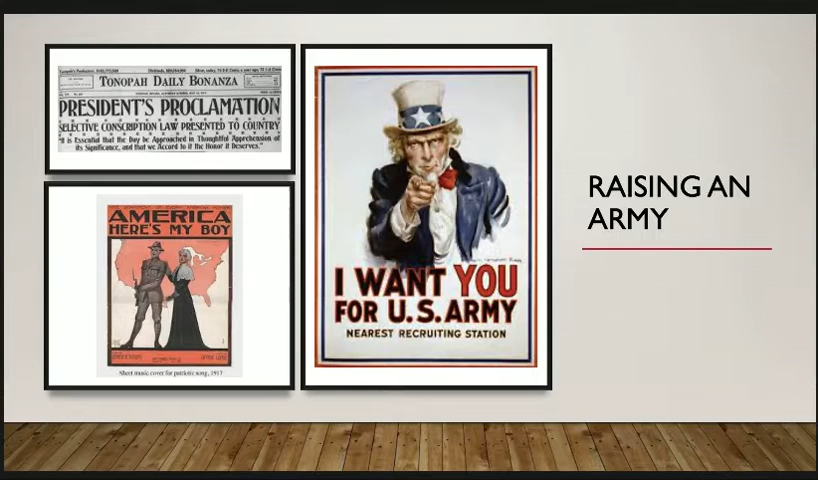 TONOPAH DAILY BONANZA
PRESIDENT'S PROCLAMATION
SELECTIVE CONSCRIPTION LAW PRESENTED TO COUNTRY
"It is Essential that the Day be Approached in Thoughtful Apprehension of
its Significance, and that we Accord to it the Honor it Deserves."
AMERICA
HERE'S MY BOY
Sheet music cover for patriotic song, 1917
I WANT YOU
FOR U.S. ARMY
NEAREST RECRUITING STATION
RAISING AN
ARMY